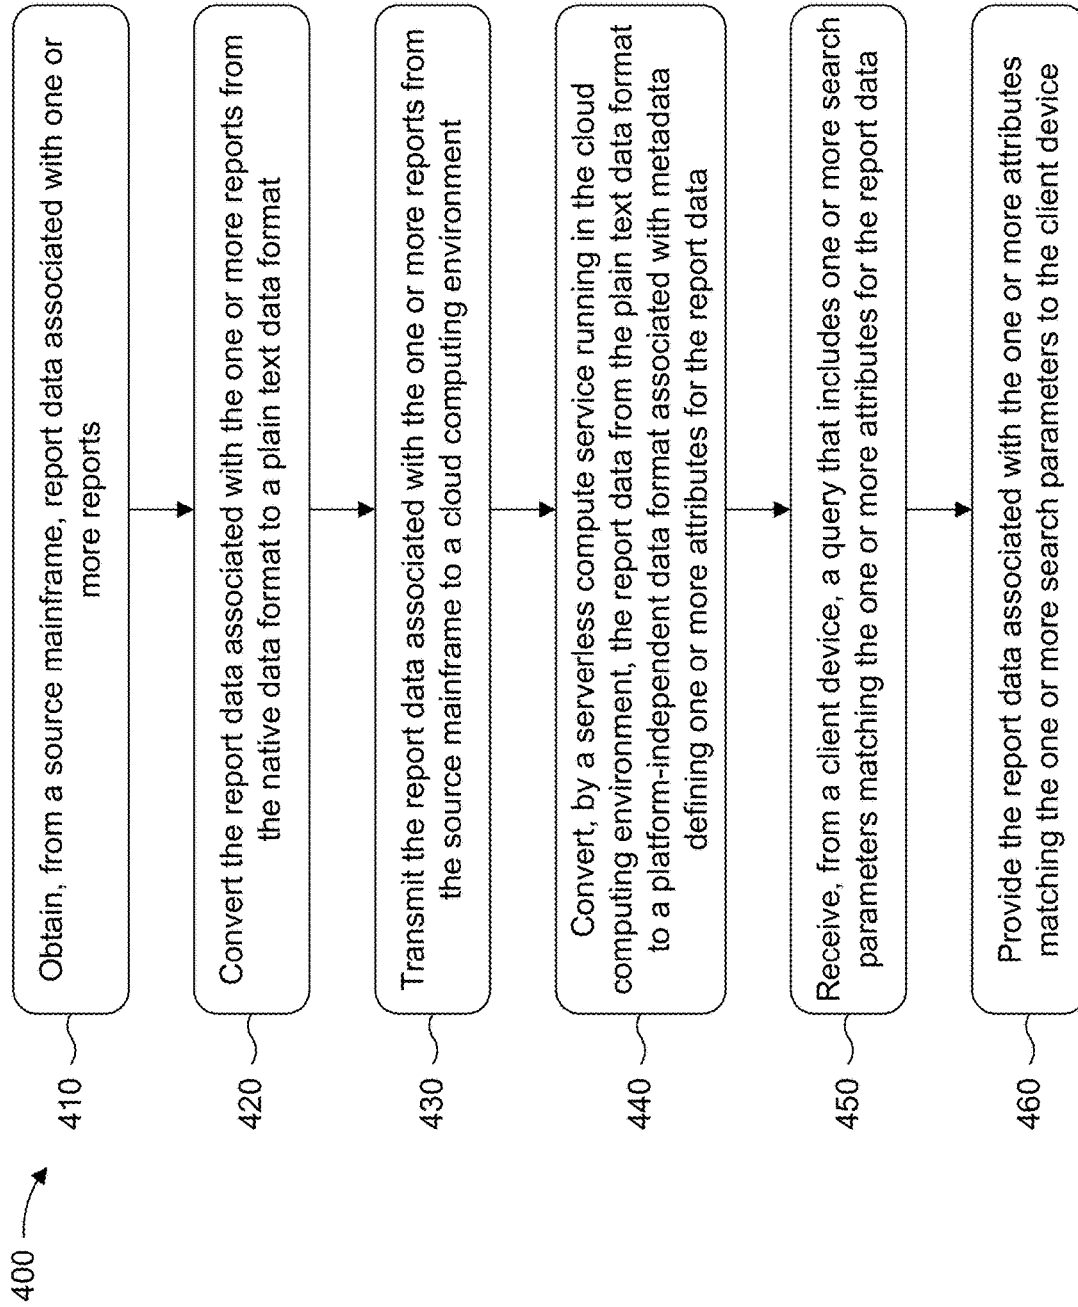 400
410
Obtain, from a source mainframe, report data associated with one or
more reports
420
Convert the report data associated with the one or more reports from
the native data format to a plain text data format
430
Transmit the report data associated with the one or more reports from
the source mainframe to a cloud computing environment
440
Convert, by a serverless compute service running in the cloud
computing environment, the report data from the plain text data format
to a platform-independent data format associated with metadata
defining one or more attributes for the report data
450
Receive, from a client device, a query that includes one or more search
parameters matching the one or more attributes for the report data
460
Provide the report data associated with the one or more attributes
matching the one or more search parameters to the client device